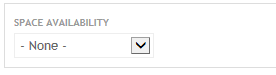 SPACE AVAILABILITY
- None -